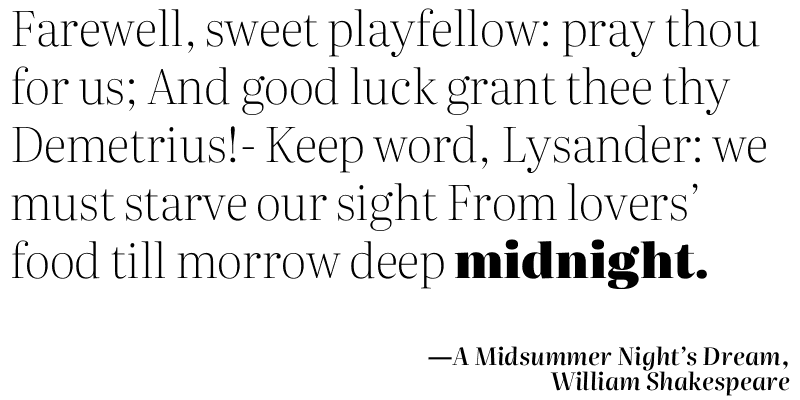 Farewell, sweet playfellow: pray thou
for us; And good luck grant thee thy
Demetrius!- Keep word, Lysander: we
must starve our sight From lovers’
food till morrow deep midnight.
—A Midsummer Night’s Dream,
William Shakespeare